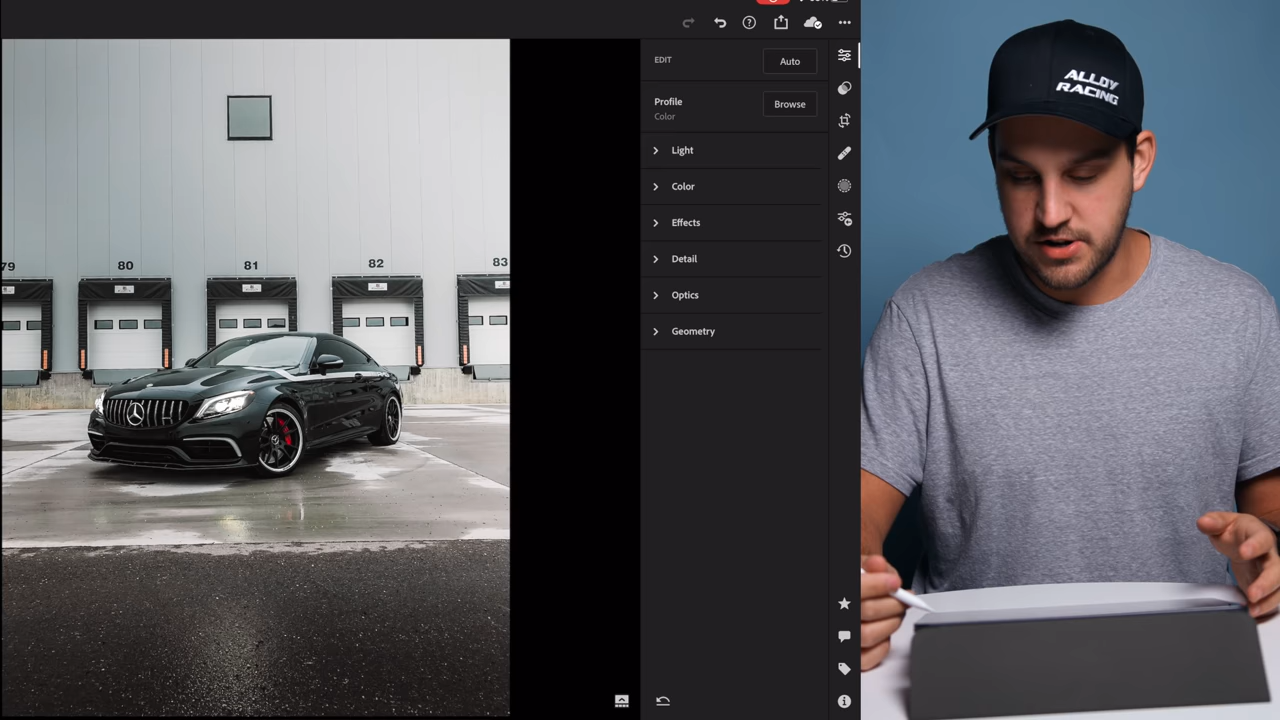 EDIT
Auto
Profile
Browse
Color
Light
Color
Effects
Detail
Optics
Geometry
79
80
81
82
83
ALLOY
RACING